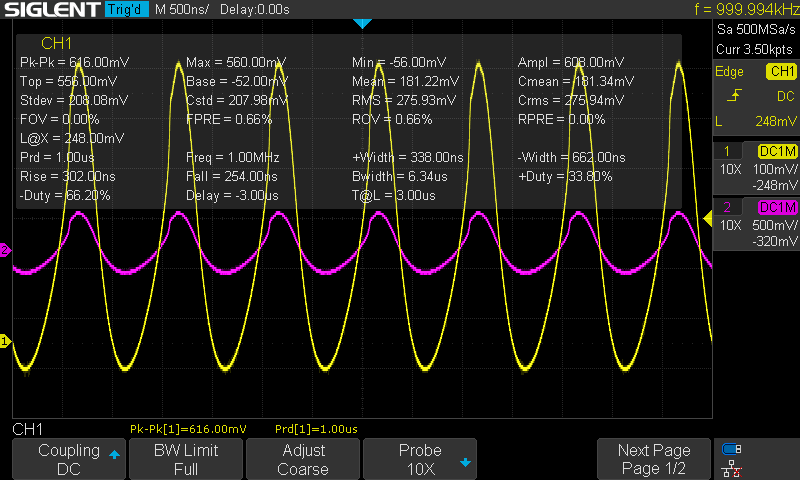 SIGLENT Trig'd M 500ns/ Delay:0.00s f = 999.994kHz
Sa 500MSa/s
Curr 3.50kpts
CH1
Pk-Pk = 616.00mV Max = 560.00mV Min = -56.00mV Ampl = 608.00mV
Top = 556.00mV Base = -52.00mV Mean = 181.22mV Cmean = 181.34mV
Stdev = 208.08mV Cstd = 207.98mV RMS = 275.93mV Crms = 275.94mV
FOV = 0.00% FPRE = 0.66% ROV = 0.66% RPRE = 0.00%
L@X = 248.00mV
Prd = 1.00us Freq = 1.00MHz +Width = 338.00ns -Width = 662.00ns
Rise = 302.00ns Fall = 254.00ns Bwidth = 6.34us +Duty = 33.80%
-Duty = 66.20% Delay = -3.00us T@L = 3.00us
Edge CH1
DC
L 248mV
1 DC1M
10X 100mV/
-248mV
2 DC1M
10X 500mV/
-320mV
2
1
CH1 Pk-Pk[1]=616.00mV Prd[1]=1.00us
Coupling
DC
BW Limit
Full
Adjust
Coarse
Probe
10X
Next Page
Page 1/2